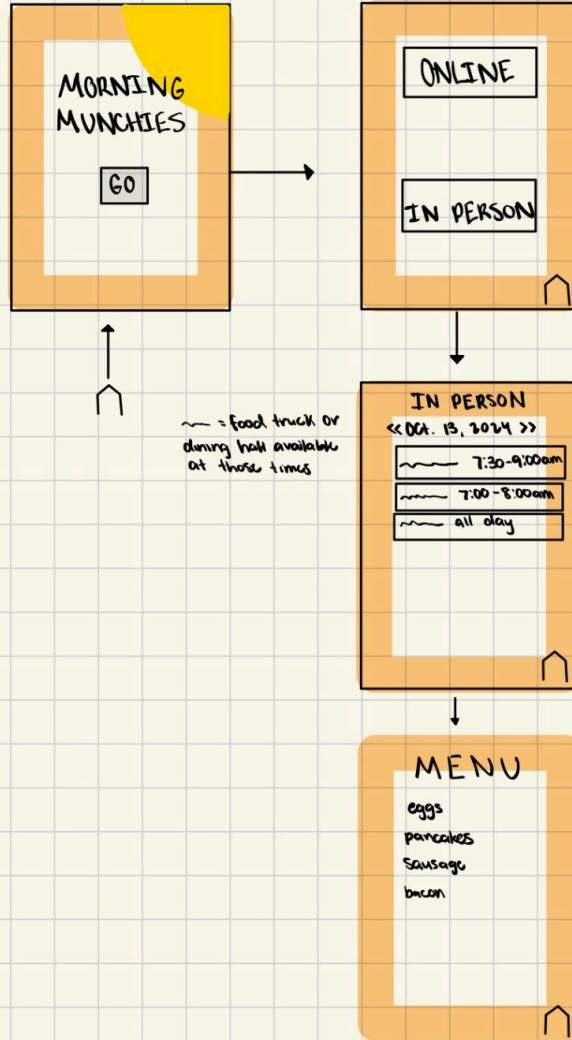 MORNING
MUNCHIES
GO
ONLINE
IN PERSON
~ = food truck or
dining hall available
at those times
IN PERSON
<< Oct. 13, 2024 >>
7:30-9:00am
7:00-8:00am
all day
MENU
eggs
pancakes
sausage
bacon